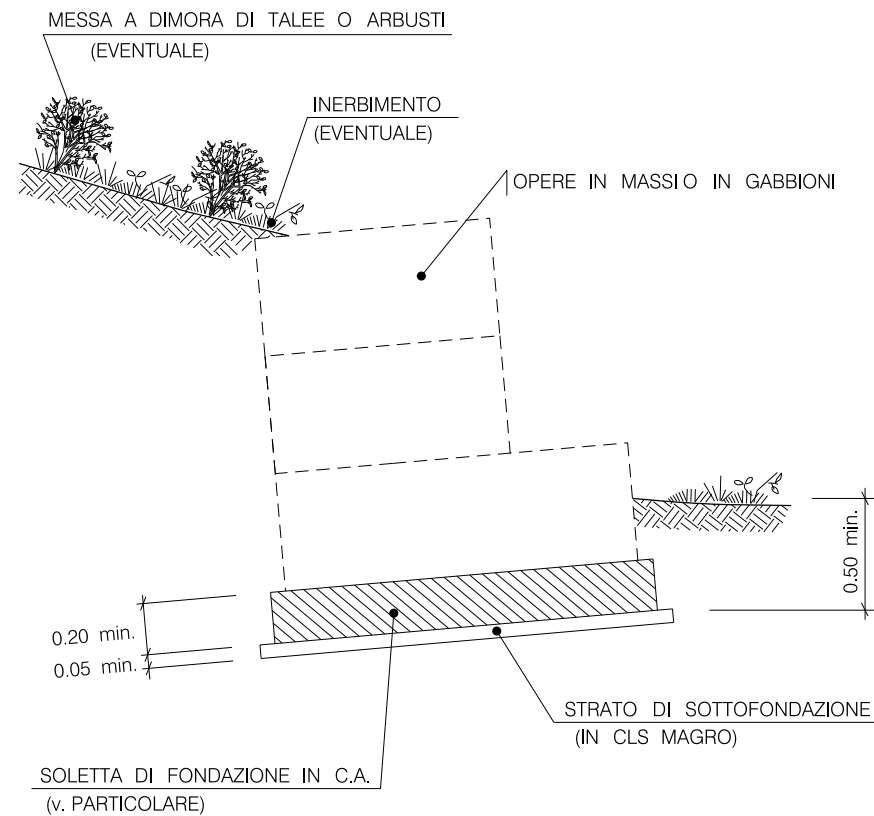 MESSA A DIMORA DI TALEE O ARBUSTI
(EVENTUALE)
INERBIMENTO
(EVENTUALE)
OPERE IN MASSI O IN GABBIONI
0.50 min.
0.20 min.
0.05 min.
STRATO DI SOTTOFONDAZIONE
(IN CLS MAGRO)
SOLETTA DI FONDAZIONE IN C.A.
(v. PARTICOLARE)